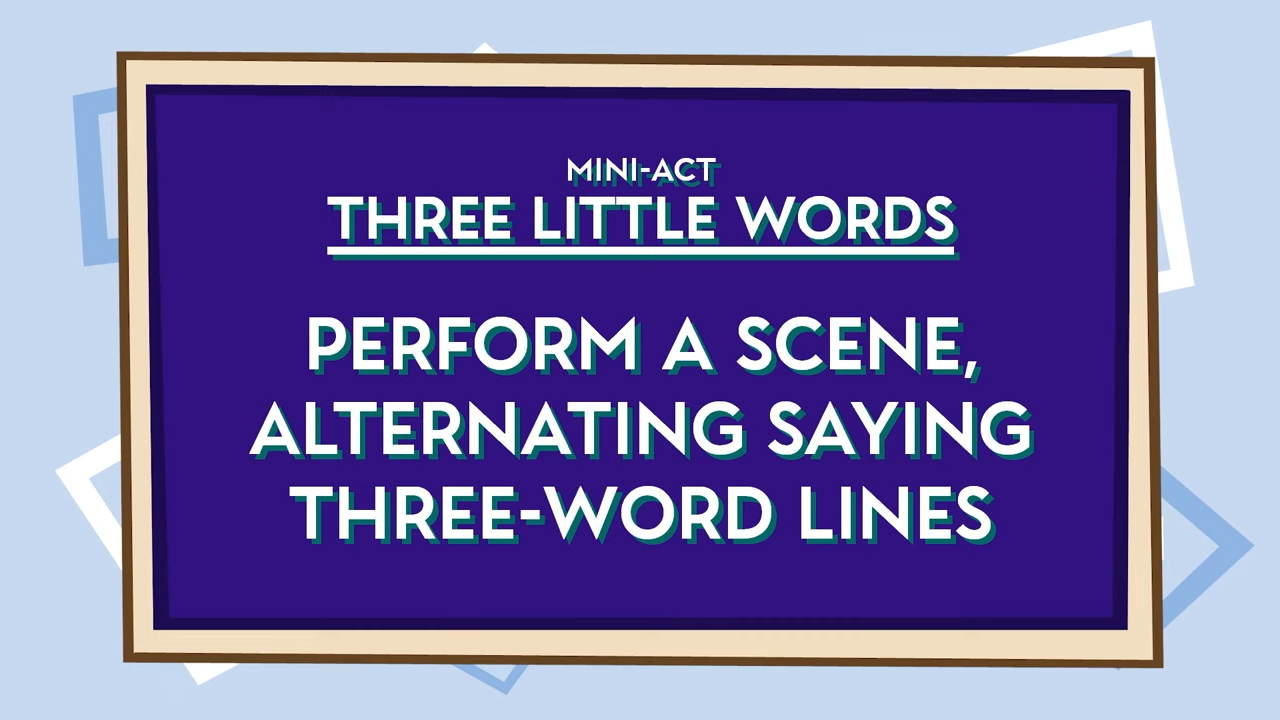 MINI-ACT
THREE LITTLE WORDS
PERFORM A SCENE,
ALTERNATING SAYING
THREE-WORD LINES